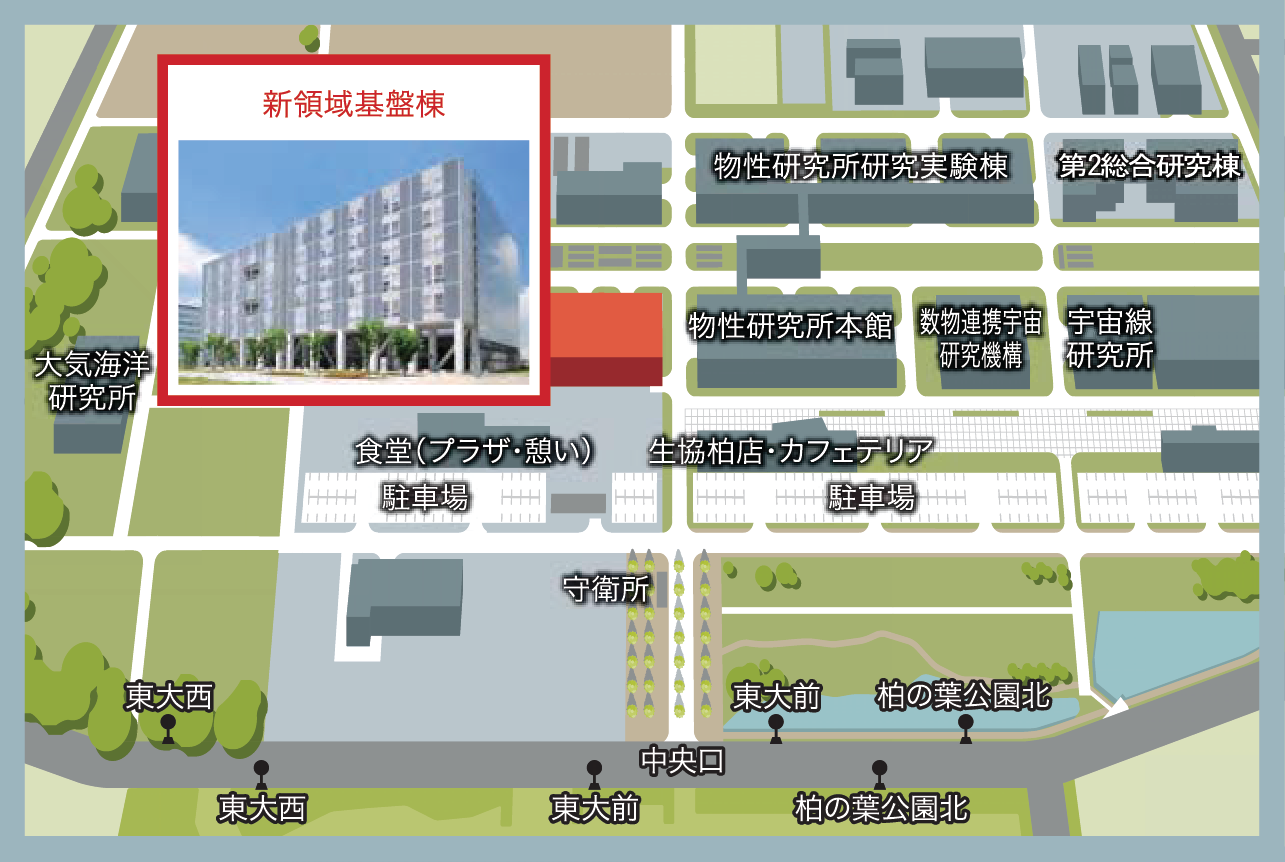 新領域基盤棟
物性研究所研究実験棟
第2総合研究棟
物性研究所本館
数物連携宇宙
研究機構
宇宙線
研究所
大気海洋
研究所
食堂(プラザ・憩い)
生協柏店・カフェテリア
駐車場
駐車場
守衛所
東大西
東大前
柏の葉公園北
中央口
東大西
東大前
柏の葉公園北